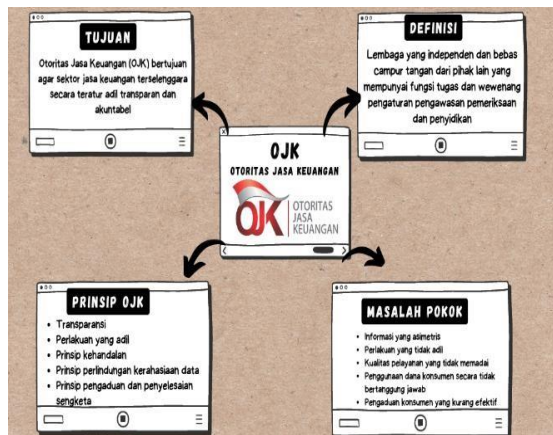 TUJUAN
Otoritas Jasa Keuangan (OJK) bertujuan
agar sektor jasa keuangan terselenggara
secara teratur adil transparan dan
akuntabel
DEFINISI
Lembaga yang independen dan bebas
campur tangan dari pihak lain yang
mempunyai fungsi tugas dan wewenang
pengaturan pengawasan pemeriksaan
dan penyidikan
OJK
OTORITAS JASA KEUANGAN
OJK
OTORITAS
JASA
KEUANGAN
PRINSIP OJK
• Transparansi
• Perlakuan yang adil
• Prinsip kehandalan
• Prinsip perlindungan kerahasiaan data
• Prinsip pengaduan dan penyelesaian
sengketa
MASALAH POKOK
• Informasi yang asimetris
• Perlakuan yang tidak adil
• Kualitas pelayanan yang tidak memadai
• Penggunaan dana konsumen secara tidak
bertanggung jawab
• Pengaduan konsumen yang kurang efektif